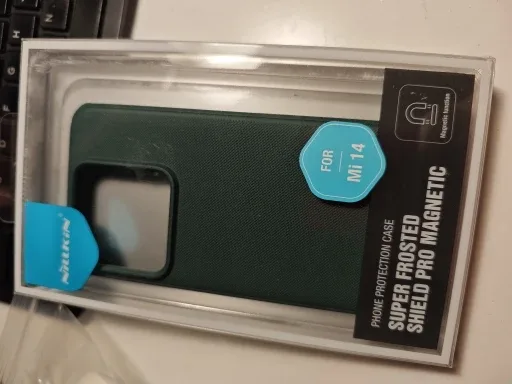 NILLKIN
FOR
Mi 14
Magnetic function
PHONE PROTECTION CASE
SUPER FROSTED
SHIELD PRO MAGNETIC